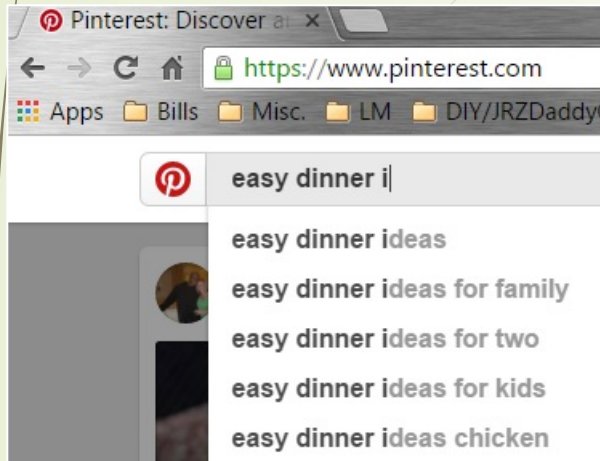 Pinterest: Discover a
https://www.pinterest.com
Apps Bills Misc. LM DIY/JRZDaddy
easy dinner i
easy dinner ideas
easy dinner ideas for family
easy dinner ideas for two
easy dinner ideas for kids
easy dinner ideas chicken